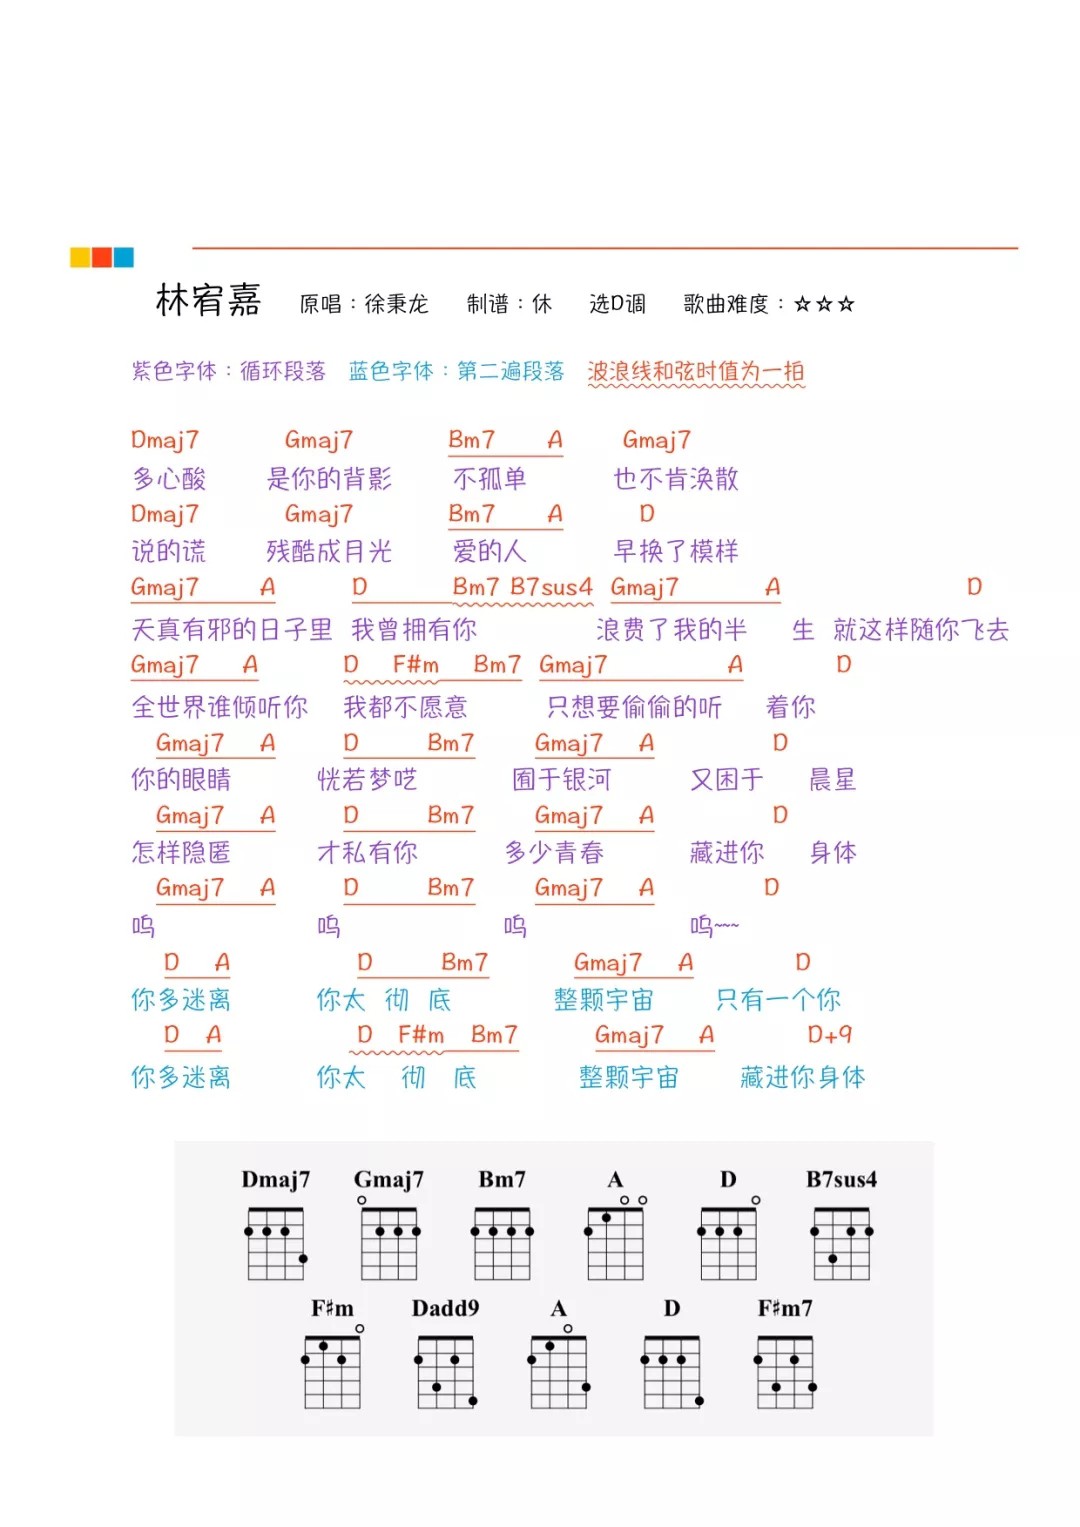 林宥嘉 原唱：徐秉龙 制谱：休 选D调 歌曲难度：☆☆☆
紫色字体：循环段落 蓝色字体：第二遍段落 波浪线和弦时值为一拍
Dmaj7 Gmaj7 Bm7 A Gmaj7
多心酸 是你的背影 不孤单 也不肯涣散
Dmaj7 Gmaj7 Bm7 A D
说的谎 残酷成月光 爱的人 早换了模样
Gmaj7 A D Bm7 B7sus4 Gmaj7 A D
天真有邪的日子里 我曾拥有你 浪费了我的半 生 就这样随你飞去
Gmaj7 A D F#m Bm7 Gmaj7 A D
全世界谁倾听你 我都不愿意 只想要偷偷的听 着你
Gmaj7 A D Bm7 Gmaj7 A D
你的眼睛 恍若梦呓 囿于银河 又困于 晨星
Gmaj7 A D Bm7 Gmaj7 A D
怎样隐匿 才私有你 多少青春 藏进你 身体
Gmaj7 A D Bm7 Gmaj7 A D
呜 呜 呜 呜~~~
D A D Bm7 Gmaj7 A D
你多迷离 你太 彻 底 整颗宇宙 只有一个你
D A D F#m Bm7 Gmaj7 A D+9
你多迷离 你太 彻 底 整颗宇宙 藏进你身体
Dmaj7 Gmaj7 Bm7 A D B7sus4
F♯m Dadd9 A D F♯m7